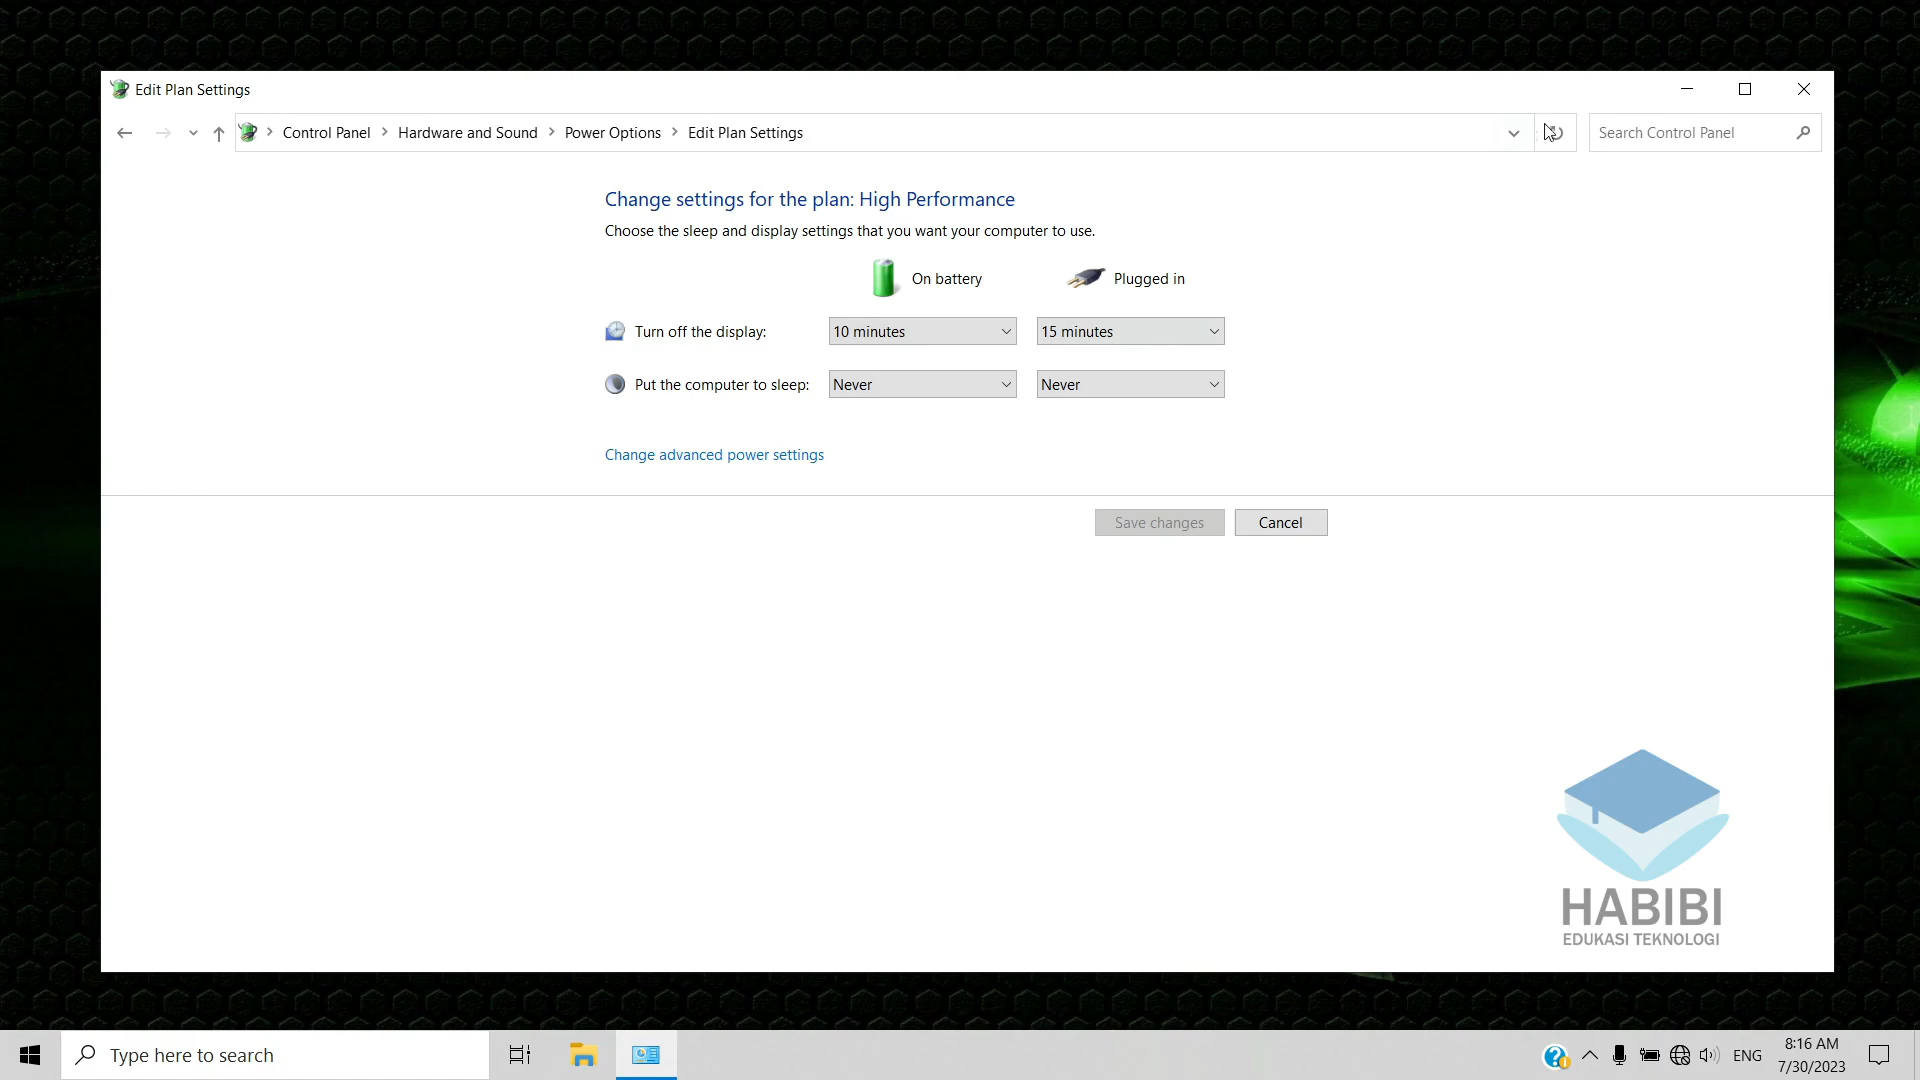 Edit Plan Settings
Control Panel Hardware and Sound Power Options Edit Plan Settings
Search Control Panel
Change settings for the plan: High Performance
Choose the sleep and display settings that you want your computer to use.
On battery Plugged in
Turn off the display: 10 minutes 15 minutes
Put the computer to sleep: Never Never
Change advanced power settings
Save changes Cancel
HABIBI
EDUKASI TEKNOLOGI
Type here to search
ENG
8:16 AM
7/30/2023